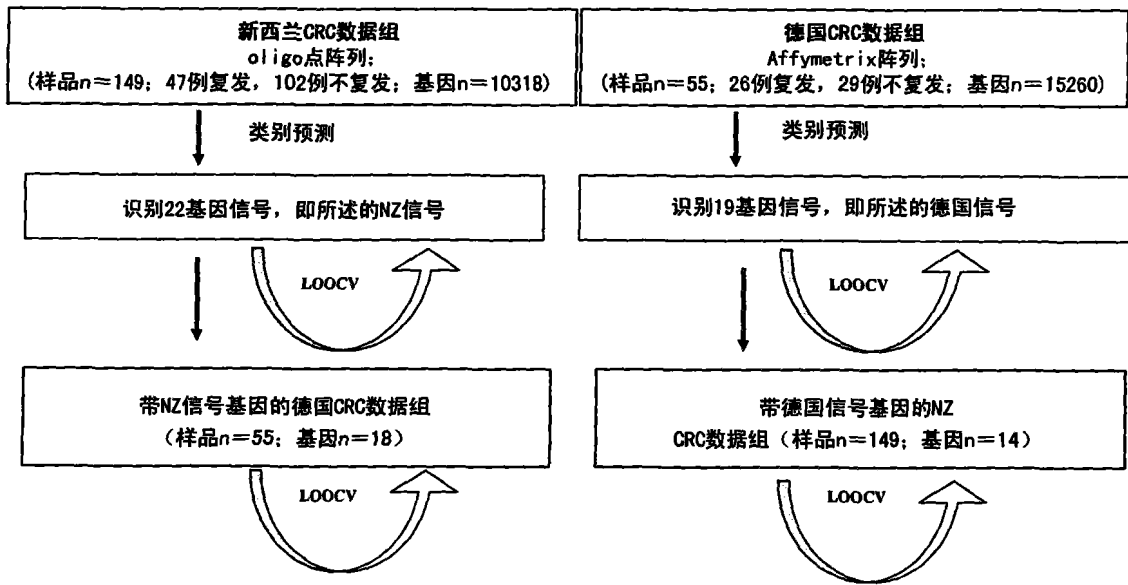 新西兰CRC数据组
oligo点阵列;
(样品n=149; 47例复发, 102例不复发; 基因n=10318)
德国CRC数据组
Affymetrix阵列;
(样品n=55; 26例复发, 29例不复发; 基因n=15260)
类别预测
类别预测
识别22基因信号, 即所述的NZ信号
识别19基因信号, 即所述的德国信号
LOOCV
LOOCV
带NZ信号基因的德国CRC数据组
(样品n=55; 基因n=18)
带德国信号基因的NZ
CRC数据组(样品n=149; 基因n=14)
LOOCV
LOOCV